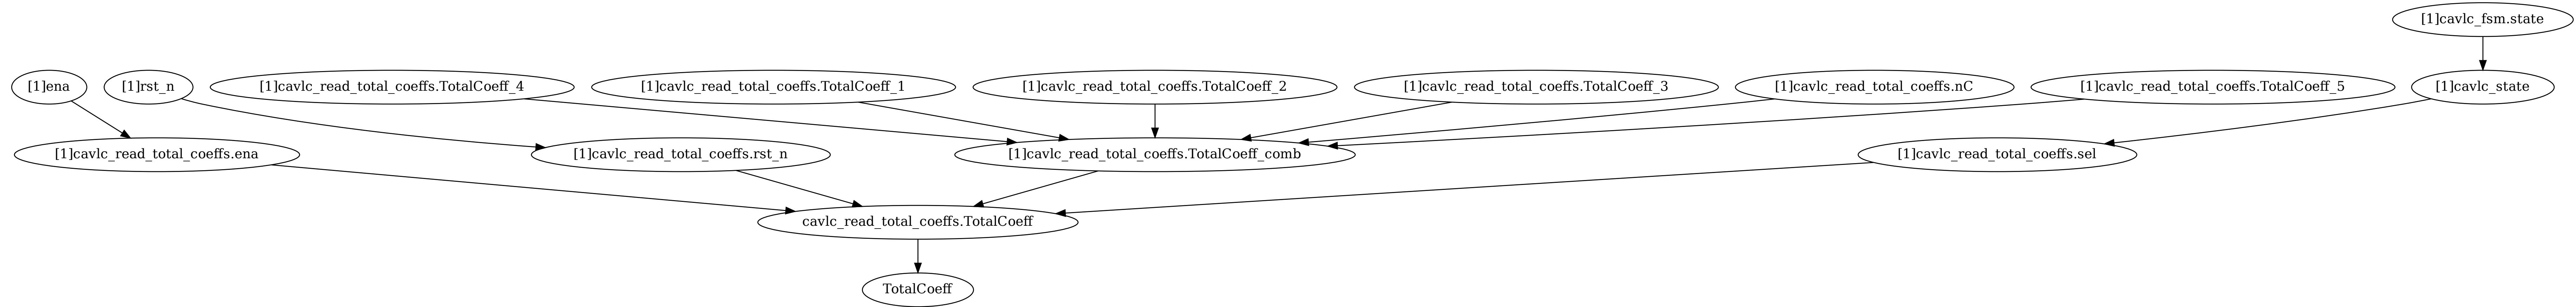 [1]cavlc_fsm.state
[1]ena
[1]rst_n
[1]cavlc_read_total_coeffs.TotalCoeff_4
[1]cavlc_read_total_coeffs.TotalCoeff_1
[1]cavlc_read_total_coeffs.TotalCoeff_2
[1]cavlc_read_total_coeffs.TotalCoeff_3
[1]cavlc_read_total_coeffs.nC
[1]cavlc_read_total_coeffs.TotalCoeff_5
[1]cavlc_state
[1]cavlc_read_total_coeffs.ena
[1]cavlc_read_total_coeffs.rst_n
[1]cavlc_read_total_coeffs.TotalCoeff_comb
[1]cavlc_read_total_coeffs.sel
cavlc_read_total_coeffs.TotalCoeff
TotalCoeff